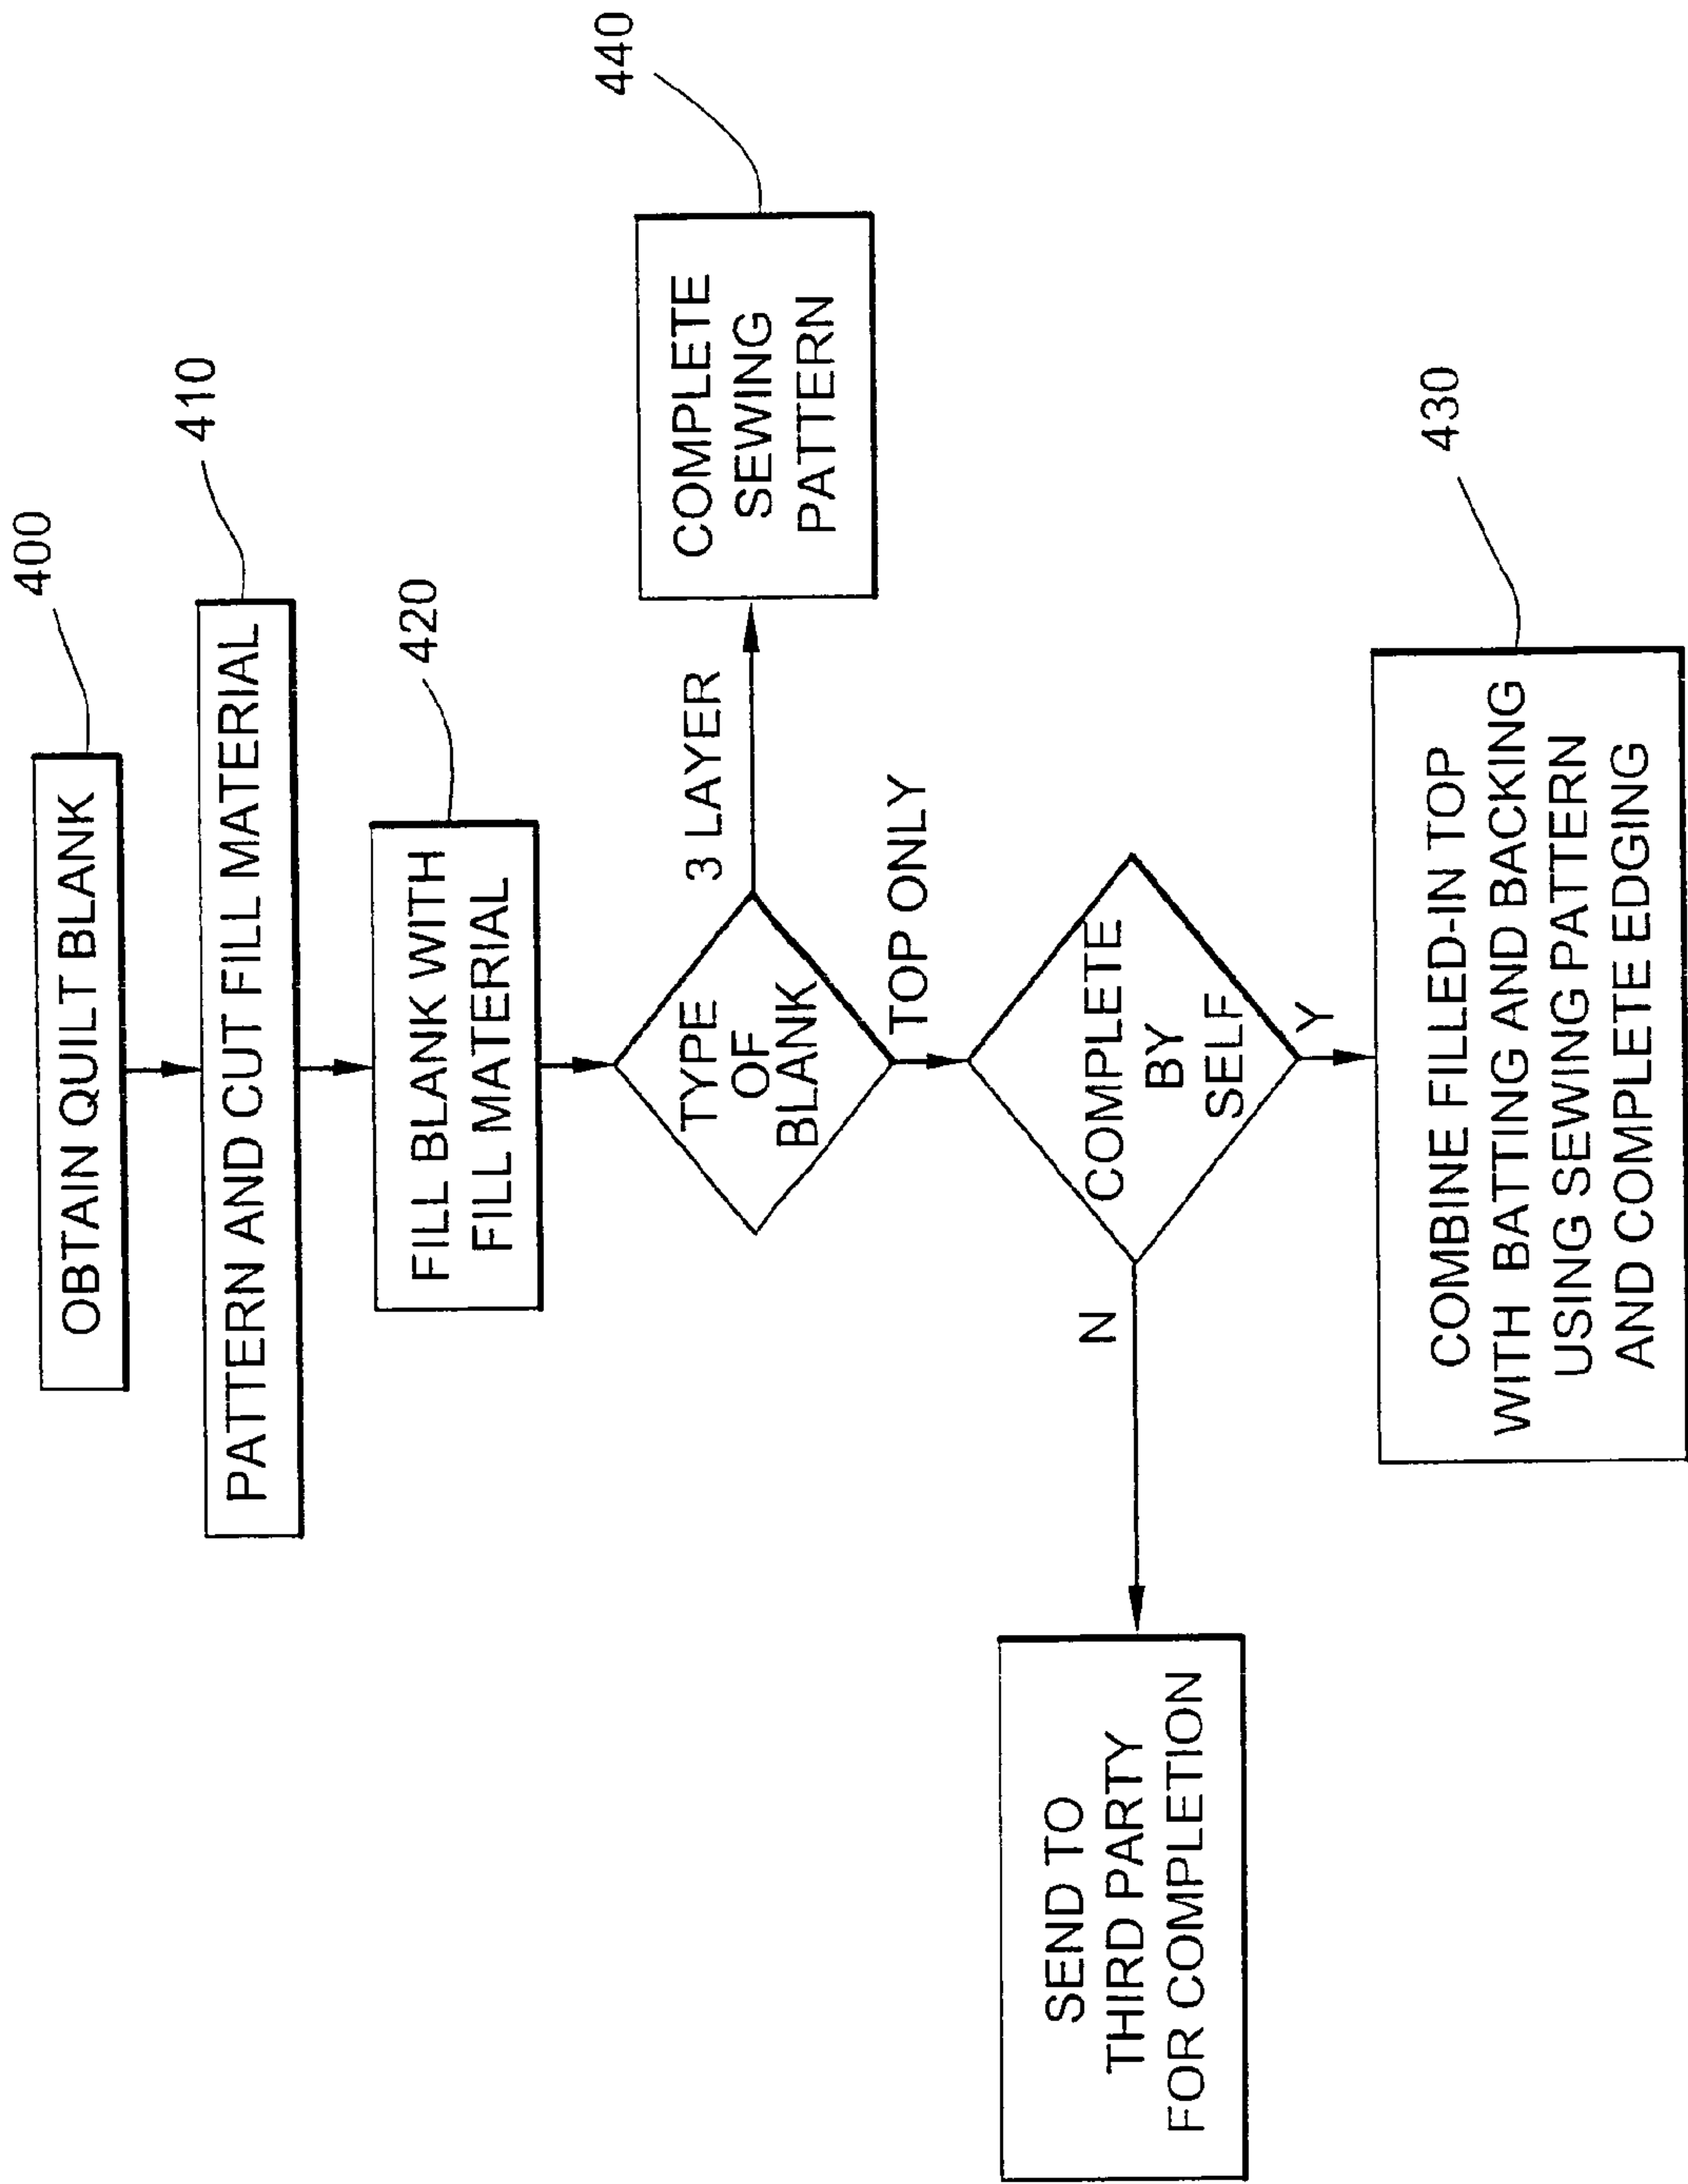 OBTAIN QUILT BLANK
400
PATTERN AND CUT FILL MATERIAL
410
FILL BLANK WITH
FILL MATERIAL
420
TYPE
OF
BLANK
3 LAYER
COMPLETE
SEWING
PATTERN
440
TOP ONLY
COMPLETE
BY
SELF
N
SEND TO
THIRD PARTY
FOR COMPLETION
Y
COMBINE FILLED-IN TOP
WITH BATTING AND BACKING
USING SEWING PATTERN
AND COMPLETE EDGING
430